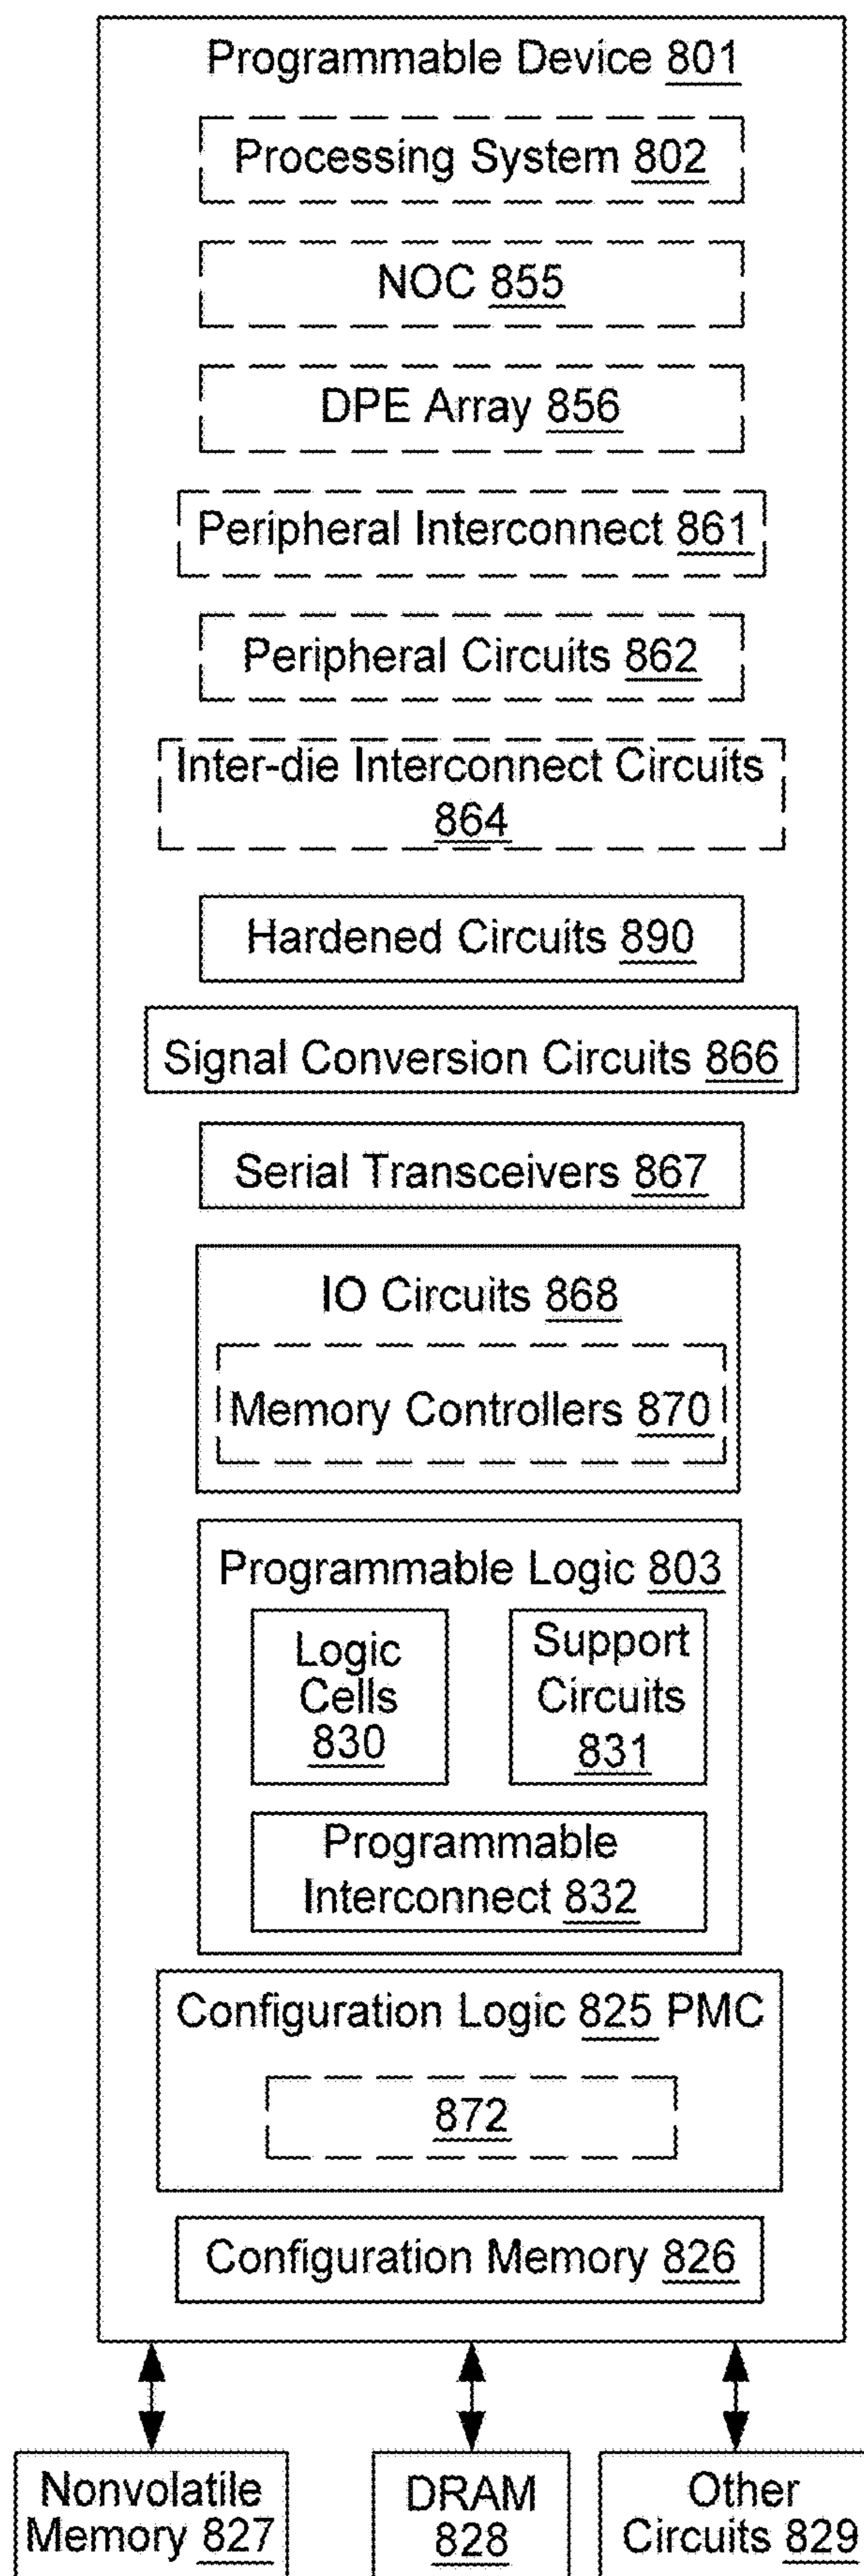 Programmable Device 801
Processing System 802
NOC 855
DPE Array 856
Peripheral Interconnect 861
Peripheral Circuits 862
Inter-die Interconnect Circuits
864
Hardened Circuits 890
Signal Conversion Circuits 866
Serial Transceivers 867
IO Circuits 868
Memory Controllers 870
Programmable Logic 803
Logic
Cells
830
Support
Circuits
831
Programmable
Interconnect 832
Configuration Logic 825 PMC
872
Configuration Memory 826
Nonvolatile
Memory 827
DRAM
828
Other
Circuits 829